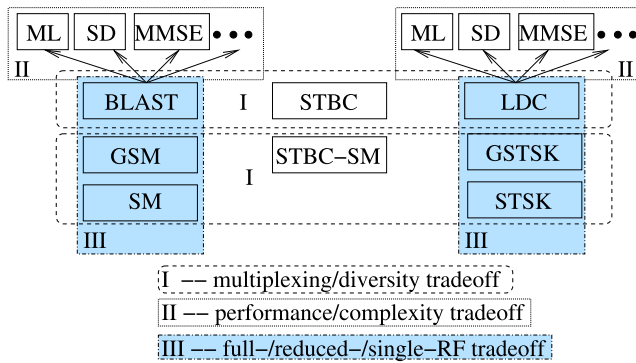 ML SD MMSE ••• ML SD MMSE •••
II II
BLAST I STBC LDC
GSM STBC−SM GSTSK
I
SM STSK
III III
I −− multiplexing/diversity tradeoff
II −− performance/complexity tradeoff
III −− full−/reduced−/single−RF tradeoff